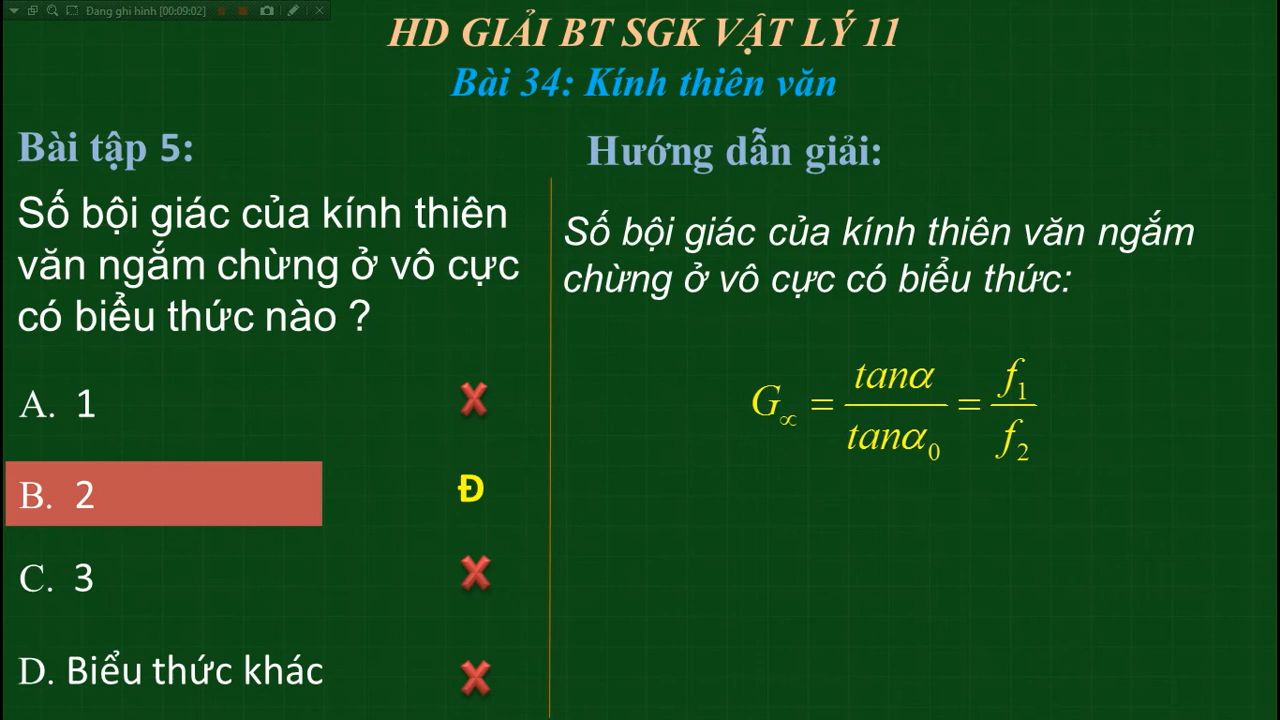 Đang ghi hình [00:09:02]
HD GIẢI BT SGK VẬT LÝ 11
Bài 34: Kính thiên văn
Bài tập 5:
Số bội giác của kính thiên
văn ngắm chừng ở vô cực
có biểu thức nào ?
A. 1
B. 2
Đ
C. 3
D. Biểu thức khác
Hướng dẫn giải:
Số bội giác của kính thiên văn ngắm
chừng ở vô cực có biểu thức:
G∝ = tanα / tanα₀ = f₁ / f₂